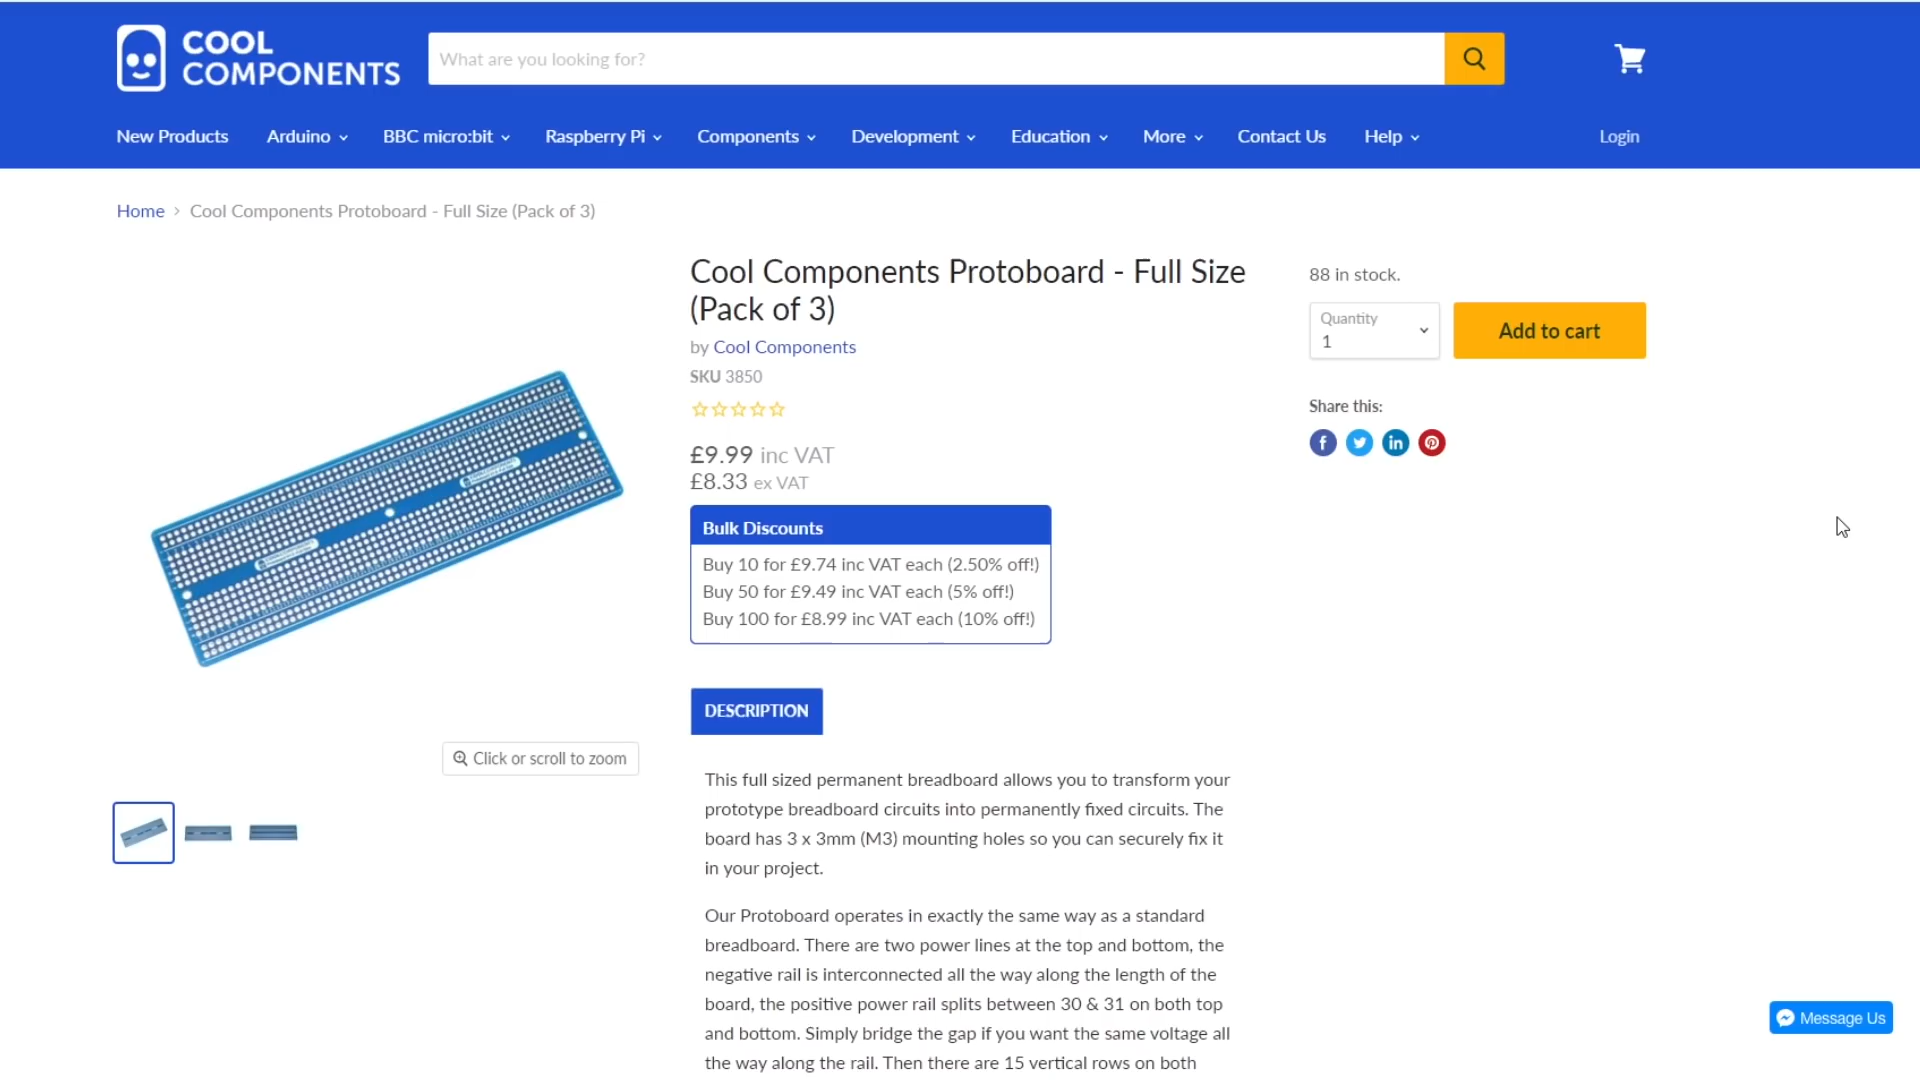 COOL
COMPONENTS
What are you looking for?
New Products
Arduino
BBC micro:bit
Raspberry Pi
Components
Development
Education
More
Contact Us
Help
Login
Home > Cool Components Protoboard - Full Size (Pack of 3)
Cool Components Protoboard - Full Size
(Pack of 3)
by Cool Components
SKU 3850
£9.99 inc VAT
£8.33 ex VAT
Bulk Discounts
Buy 10 for £9.74 inc VAT each (2.50% off!)
Buy 50 for £9.49 inc VAT each (5% off!)
Buy 100 for £8.99 inc VAT each (10% off!)
88 in stock.
Quantity
1
Add to cart
Share this:
Click or scroll to zoom
DESCRIPTION
This full sized permanent breadboard allows you to transform your
prototype breadboard circuits into permanently fixed circuits. The
board has 3 x 3mm (M3) mounting holes so you can securely fix it
in your project.
Our Protoboard operates in exactly the same way as a standard
breadboard. There are two power lines at the top and bottom, the
negative rail is interconnected all the way along the length of the
board, the positive power rail splits between 30 & 31 on both top
and bottom. Simply bridge the gap if you want the same voltage all
the way along the rail. Then there are 15 vertical rows on both
Message Us